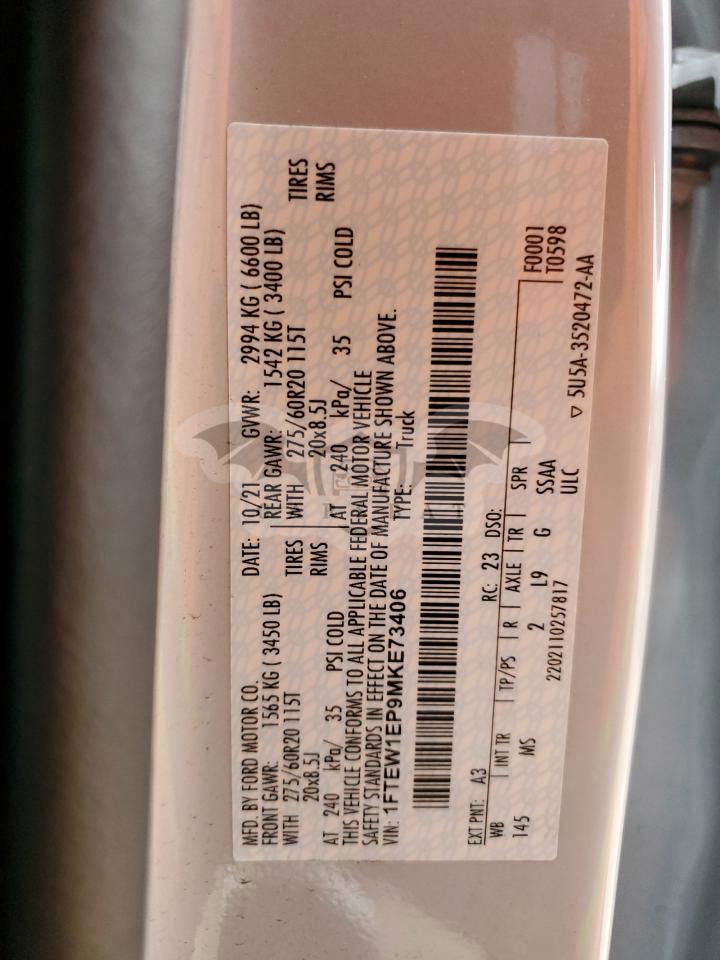 MFD. BY FORD MOTOR CO.
DATE: 10/21 GVWR: 2994 KG ( 6600 LB)
FRONT GAWR: 1565 KG ( 3450 LB)
REAR GAWR: 1542 KG ( 3400 LB)
WITH 275/60R20 115T TIRES
WITH 275/60R20 115T TIRES
20x8.5J RIMS
20x8.5J RIMS
AT 240 kPa/ 35 PSI COLD
AT 240 kPa/ 35 PSI COLD
THIS VEHICLE CONFORMS TO ALL APPLICABLE FEDERAL MOTOR VEHICLE
SAFETY STANDARDS IN EFFECT ON THE DATE OF MANUFACTURE SHOWN ABOVE.
VIN: 1FTEW1EP9MKE73406 TYPE: Truck
EXT PNT: A3 RC: 23 DSO: F0001
WB INT TR TP/PS R AXLE TR SPR T0598
145 MS 2 L9 G SSAA
2202110257817 ULC
▽ 5U5A-3520472-AA